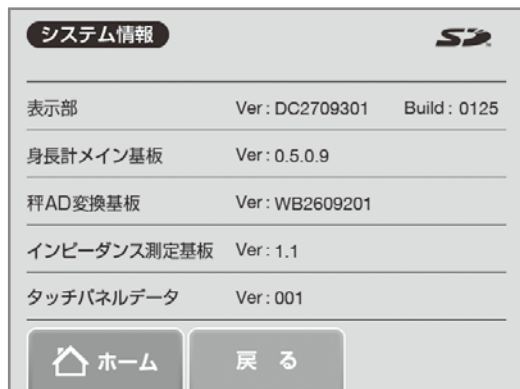 システム情報
SD
表示部 Ver : DC2709301 Build : 0125
身長計メイン基板 Ver : 0.5.0.9
秤AD変換基板 Ver : WB2609201
インピーダンス測定基板 Ver : 1.1
タッチパネルデータ Ver : 001
ホーム 戻る